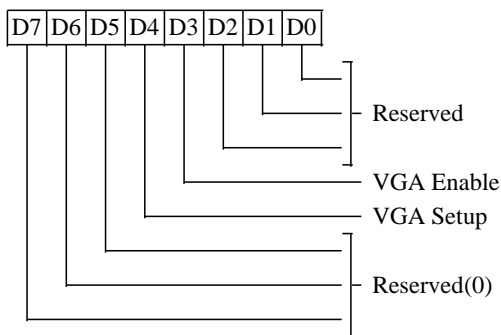 D7 D6 D5 D4 D3 D2 D1 D0
Reserved
VGA Enable
VGA Setup
Reserved(0)